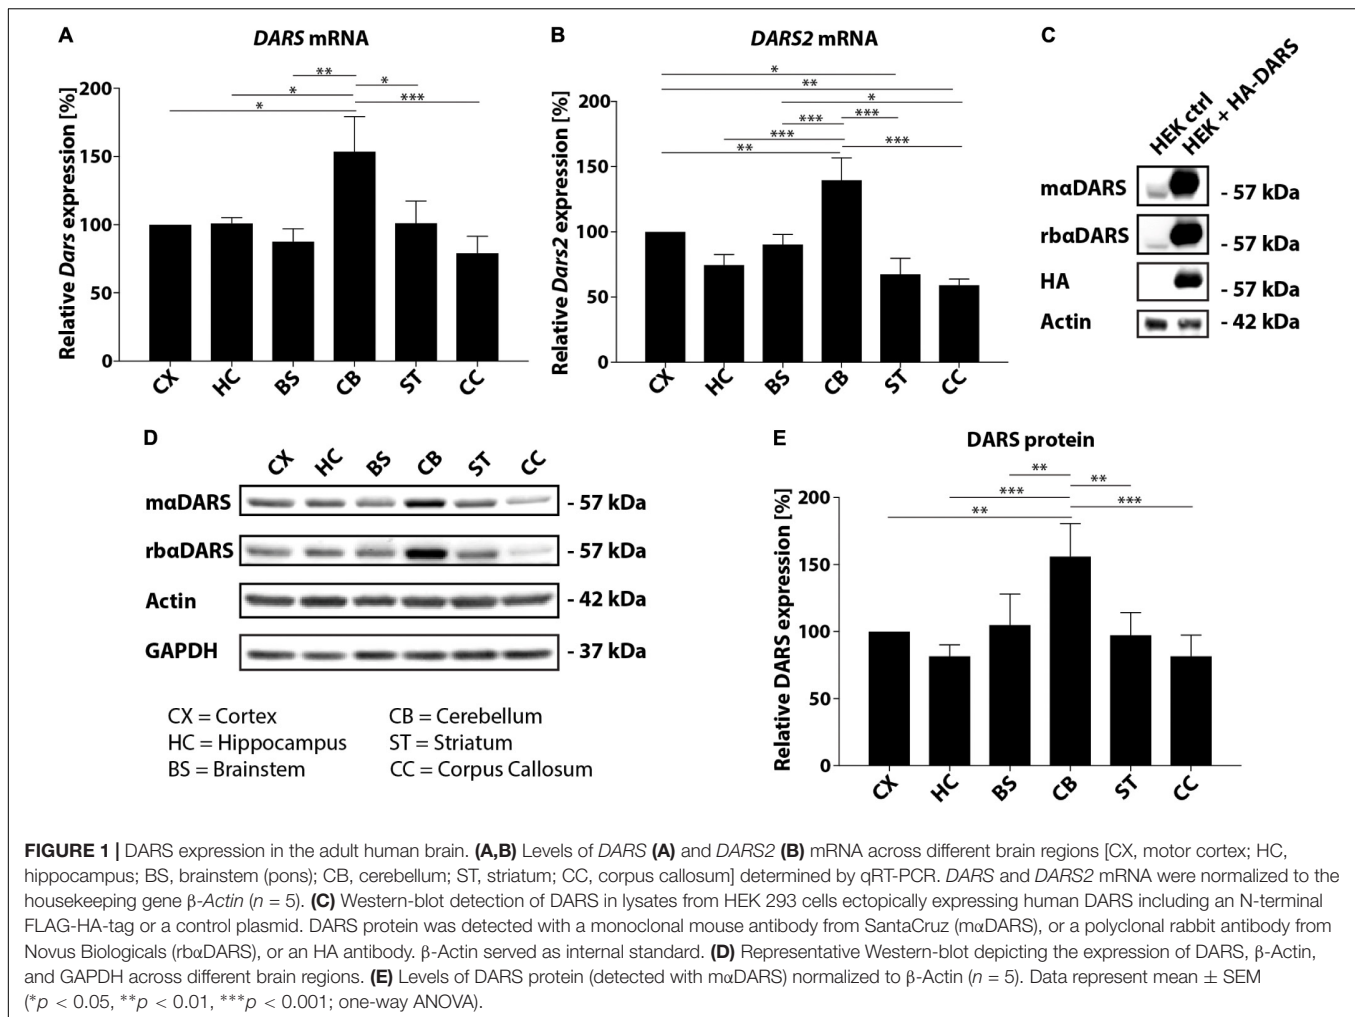 A
DARS mRNA
Relative Dars expression [%]
200
150
100
50
0
** * * *** *
CX HC BS CB ST CC
B
DARS2 mRNA
Relative Dars2 expression [%]
200
150
100
50
0
* ** * *** *** *** ** ***
CX HC BS CB ST CC
C
HEK ctrl
HEK + HA-DARS
mαDARS - 57 kDa
rbαDARS - 57 kDa
HA - 57 kDa
Actin - 42 kDa
D
CX HC BS CB ST CC
mαDARS - 57 kDa
rbαDARS - 57 kDa
Actin - 42 kDa
GAPDH - 37 kDa
CX = Cortex CB = Cerebellum
HC = Hippocampus ST = Striatum
BS = Brainstem CC = Corpus Callosum
E
DARS protein
Relative DARS expression [%]
200
150
100
50
0
** ** *** *** **
CX HC BS CB ST CC
FIGURE 1 | DARS expression in the adult human brain. (A,B) Levels of DARS (A) and DARS2 (B) mRNA across different brain regions [CX, motor cortex; HC,
hippocampus; BS, brainstem (pons); CB, cerebellum; ST, striatum; CC, corpus callosum] determined by qRT-PCR. DARS and DARS2 mRNA were normalized to the
housekeeping gene β-Actin (n = 5). (C) Western-blot detection of DARS in lysates from HEK 293 cells ectopically expressing human DARS including an N-terminal
FLAG-HA-tag or a control plasmid. DARS protein was detected with a monoclonal mouse antibody from SantaCruz (mαDARS), or a polyclonal rabbit antibody from
Novus Biologicals (rbαDARS), or an HA antibody. β-Actin served as internal standard. (D) Representative Western-blot depicting the expression of DARS, β-Actin,
and GAPDH across different brain regions. (E) Levels of DARS protein (detected with mαDARS) normalized to β-Actin (n = 5). Data represent mean ± SEM
(*p < 0.05, **p < 0.01, ***p < 0.001; one-way ANOVA).